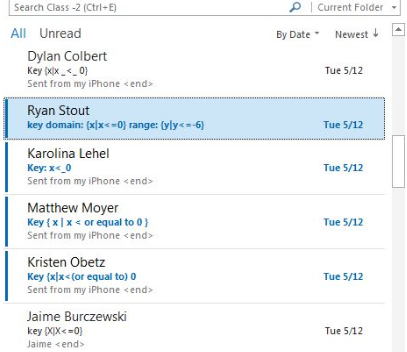 Search Class -2 (Ctrl+E)
Current Folder
All Unread By Date Newest ↓
Dylan Colbert
Key {x|x _<_ 0} Tue 5/12
Sent from my iPhone <end>
Ryan Stout
key domain: {x|x<=0} range: {y|y<=-6} Tue 5/12
Karolina Lehel
Key: x<_0 Tue 5/12
Sent from my iPhone <end>
Matthew Moyer
Key { x | x < or equal to 0 } Tue 5/12
Sent from my iPhone <end>
Kristen Obetz
Key {x|x<(or equal to) 0 Tue 5/12
Sent from my iPhone <end>
Jaime Burczewski
key {X|X<=0} Tue 5/12
Jaime <end>